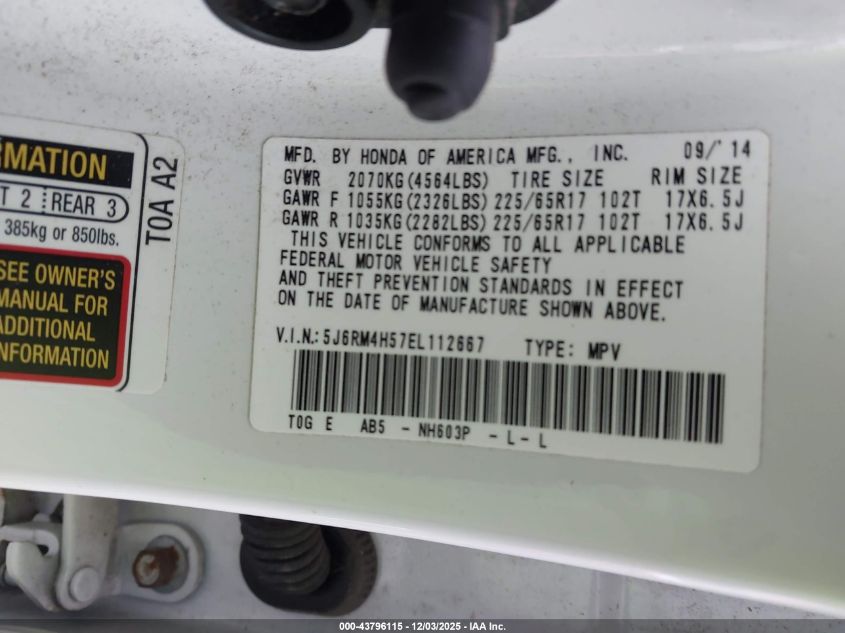 RMATION
T 2 REAR 3
385kg or 850lbs.
SEE OWNER'S
MANUAL FOR
ADDITIONAL
INFORMATION
T0A A2
MFD. BY HONDA OF AMERICA MFG., INC. 09/'14
GVWR 2070KG(4564LBS) TIRE SIZE RIM SIZE
GAWR F 1055KG(2326LBS) 225/65R17 102T 17X6.5J
GAWR R 1035KG(2282LBS) 225/65R17 102T 17X6.5J
THIS VEHICLE CONFORMS TO ALL APPLICABLE
FEDERAL MOTOR VEHICLE SAFETY
AND THEFT PREVENTION STANDARDS IN EFFECT
ON THE DATE OF MANUFACTURE SHOWN ABOVE.
V.I.N.: 5J6RM4H57EL112667 TYPE: MPV
T0G E AB5 - NH603P - L - L
000-43796115 - 12/03/2025 - IAA Inc.